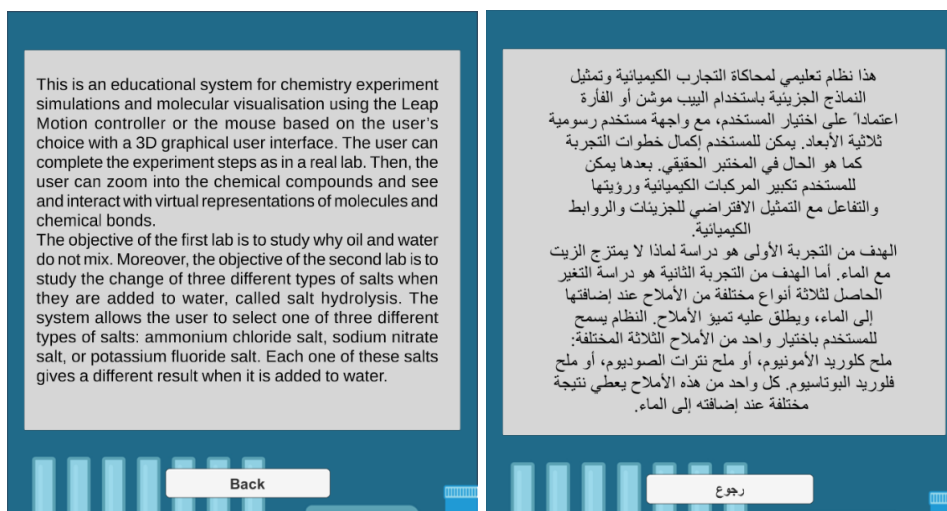 This is an educational system for chemistry experiment
simulations and molecular visualisation using the Leap
Motion controller or the mouse based on the user's
choice with a 3D graphical user interface. The user can
complete the experiment steps as in a real lab. Then, the
user can zoom into the chemical compounds and see
and interact with virtual representations of molecules and
chemical bonds.
The objective of the first lab is to study why oil and water
do not mix. Moreover, the objective of the second lab is to
study the change of three different types of salts when
they are added to water, called salt hydrolysis. The
system allows the user to select one of three different
types of salts: ammonium chloride salt, sodium nitrate
salt, or potassium fluoride salt. Each one of these salts
gives a different result when it is added to water.
Back
هذا نظام تعليمي لمحاكاة التجارب الكيميائية وتمثيل
النماذج الجزيئية باستخدام الييب موشن أو الفأرة
اعتماداً على اختيار المستخدم، مع واجهة مستخدم رسومية
ثلاثية الأبعاد. يمكن للمستخدم إكمال خطوات التجربة
كما هو الحال في المختبر الحقيقي. بعدها يمكن
للمستخدم تكبير المركبات الكيميائية ورؤيتها
والتفاعل مع التمثيل الافتراضي للجزيئات والروابط
الكيميائية.
الهدف من التجربة الأولى هو دراسة لماذا لا يمتزج الزيت
مع الماء. أما الهدف من التجربة الثانية هو دراسة التغير
الحاصل لثلاثة أنواع مختلفة من الأملاح عند إضافتها
إلى الماء، ويطلق عليه تميؤ الأملاح. النظام يسمح
للمستخدم باختيار واحد من الأملاح الثلاثة المختلفة:
ملح كلوريد الأمونيوم، أو ملح نترات الصوديوم، أو ملح
فلوريد البوتاسيوم. كل واحد من هذه الأملاح يعطي نتيجة
مختلفة عند إضافته إلى الماء.
رجوع